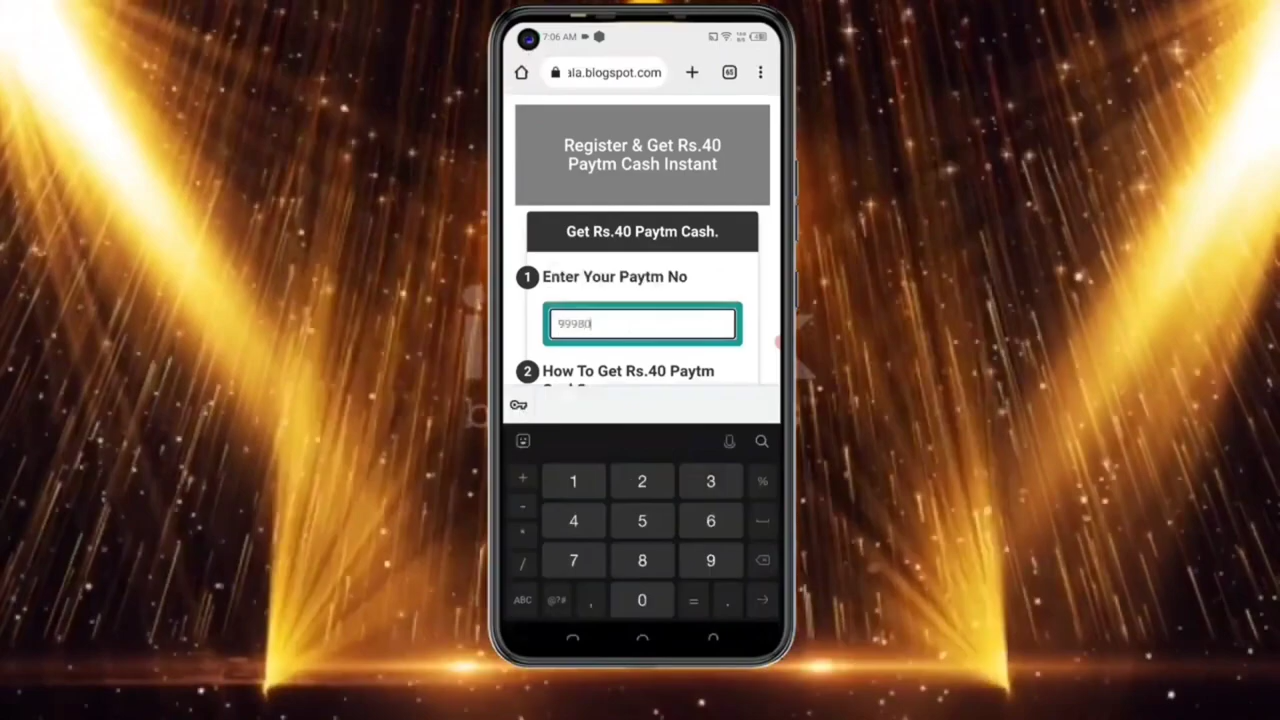 7:06 AM
ala.blogspot.com
65
Register & Get Rs.40
Paytm Cash Instant
Get Rs.40 Paytm Cash.
1 Enter Your Paytm No
99980
2 How To Get Rs.40 Paytm
+ 1 2 3 %
- 4 5 6
* 7 8 9
/
ABC @?# , 0 = .